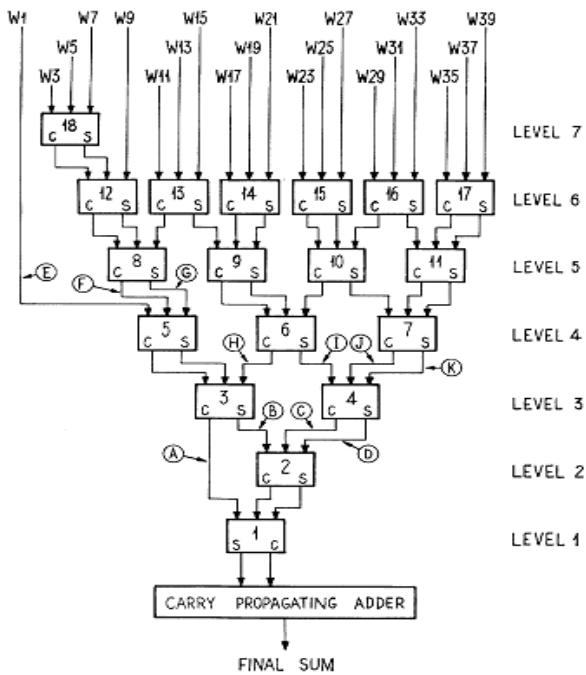 W1 W7 W9 W15 W21 W27 W33 W39
W5 W13 W19 W25 W31 W37
W3 W11 W17 W23 W29 W35
18 C S LEVEL 7
12 C S 13 C S 14 C S 15 C S 16 C S 17 C S LEVEL 6
8 C S 9 C S 10 C S 11 C S LEVEL 5
E F G
5 C S 6 C S 7 C S LEVEL 4
H I J K
3 C S 4 C S LEVEL 3
A B C D
2 C S LEVEL 2
1 S C LEVEL 1
CARRY PROPAGATING ADDER
FINAL SUM